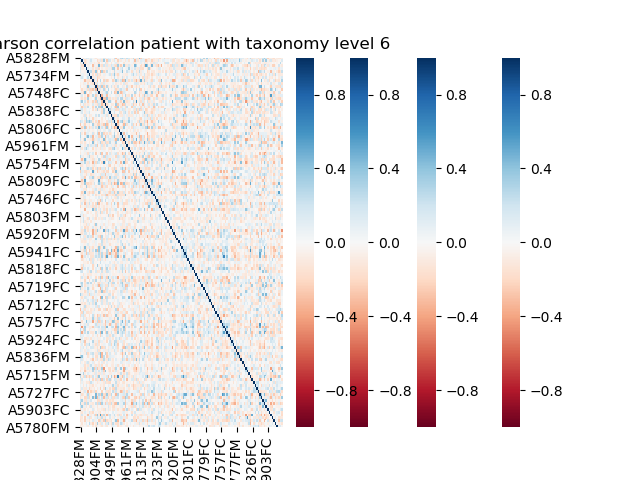 arson correlation patient with taxonomy level 6
A5828FM
A5734FM
A5748FC
A5838FC
A5806FC
A5961FM
A5754FM
A5809FC
A5746FC
A5803FM
A5920FM
A5941FC
A5818FC
A5719FC
A5712FC
A5757FC
A5924FC
A5836FM
A5715FM
A5727FC
A5903FC
A5780FM
828FM
904FM
949FM
961FM
813FM
823FM
920FM
801FC
779FC
757FC
777FM
826FC
903FC
0.8
0.4
0.0
−0.4
−0.8
0.8
0.4
0.0
−0.4
−0.8
0.8
0.4
0.0
−0.4
−0.8
0.8
0.4
0.0
−0.4
−0.8